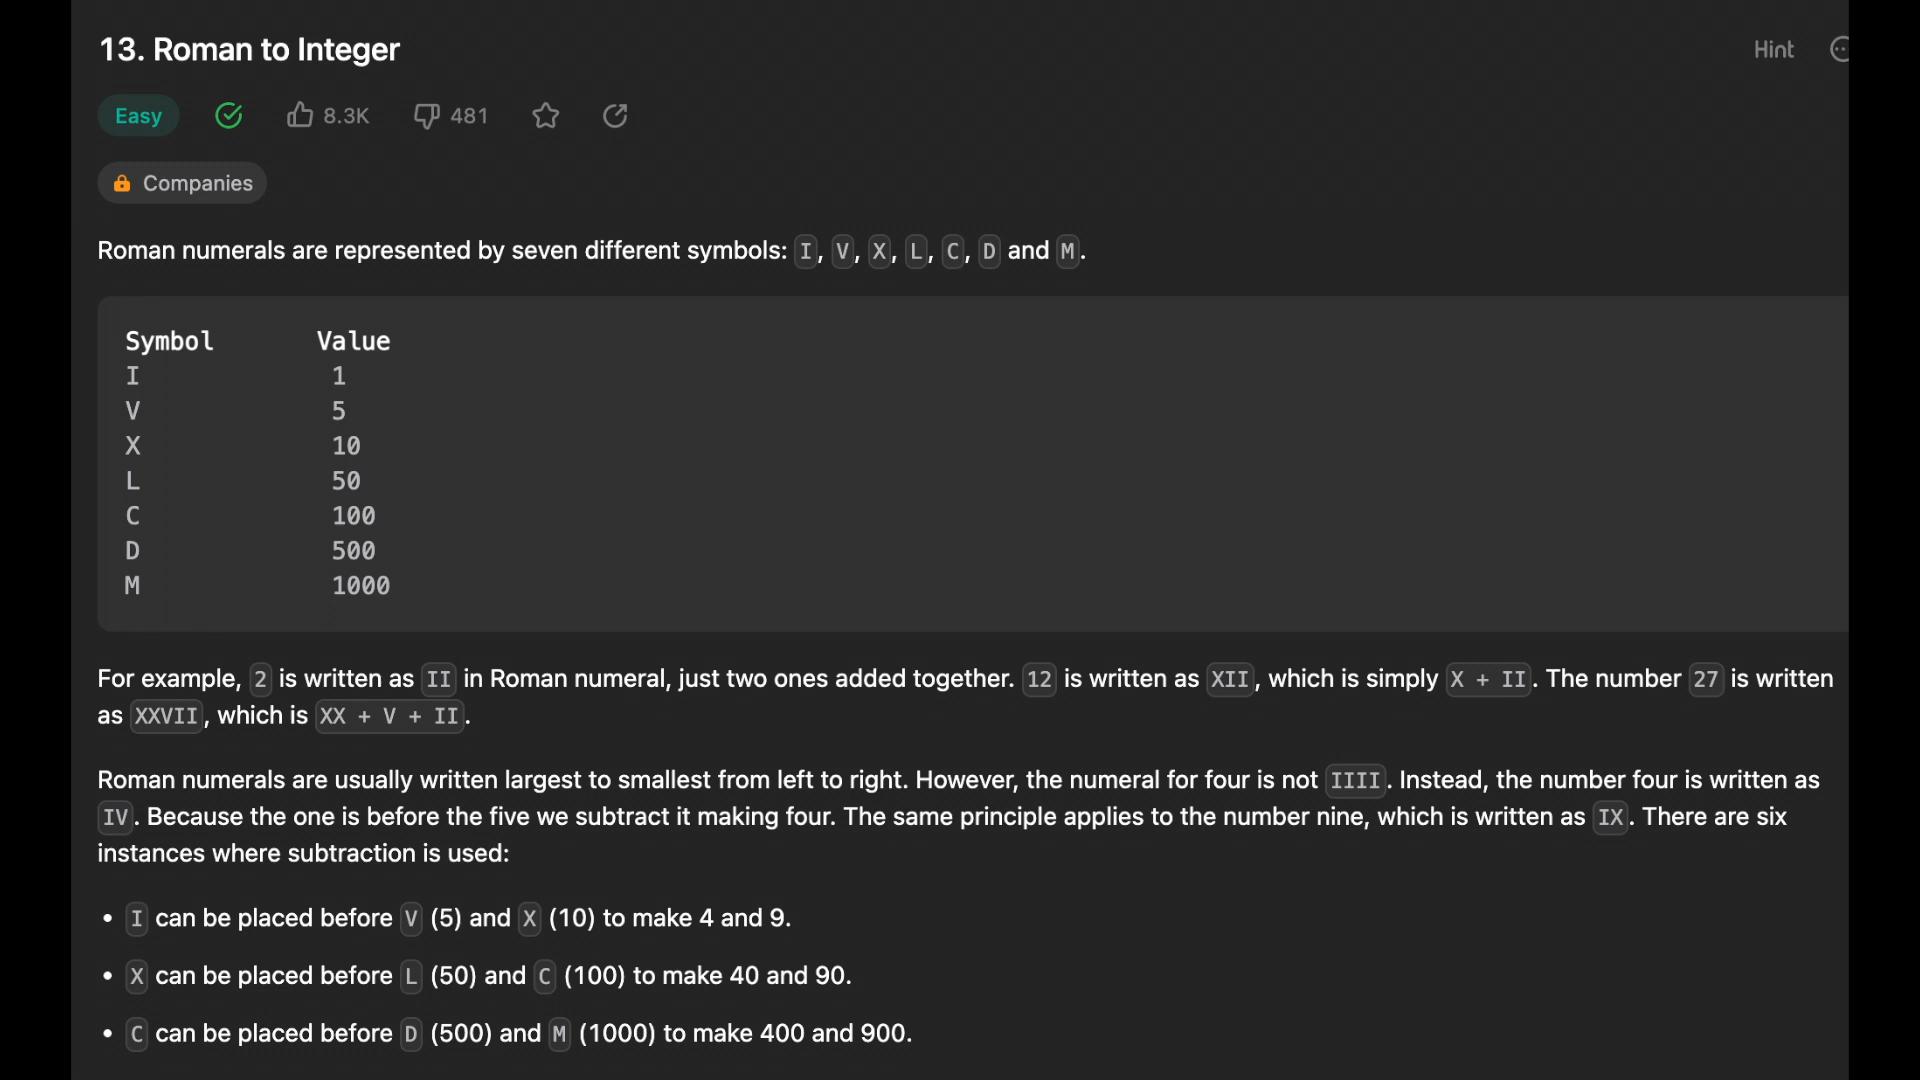 13. Roman to Integer
Hint
Easy 8.3K 481
Companies
Roman numerals are represented by seven different symbols: I, V, X, L, C, D and M.
Symbol Value
I 1
V 5
X 10
L 50
C 100
D 500
M 1000
For example, 2 is written as II in Roman numeral, just two ones added together. 12 is written as XII, which is simply X + II. The number 27 is written
as XXVII, which is XX + V + II.
Roman numerals are usually written largest to smallest from left to right. However, the numeral for four is not IIII. Instead, the number four is written as
IV. Because the one is before the five we subtract it making four. The same principle applies to the number nine, which is written as IX. There are six
instances where subtraction is used:
• I can be placed before V (5) and X (10) to make 4 and 9.
• X can be placed before L (50) and C (100) to make 40 and 90.
• C can be placed before D (500) and M (1000) to make 400 and 900.